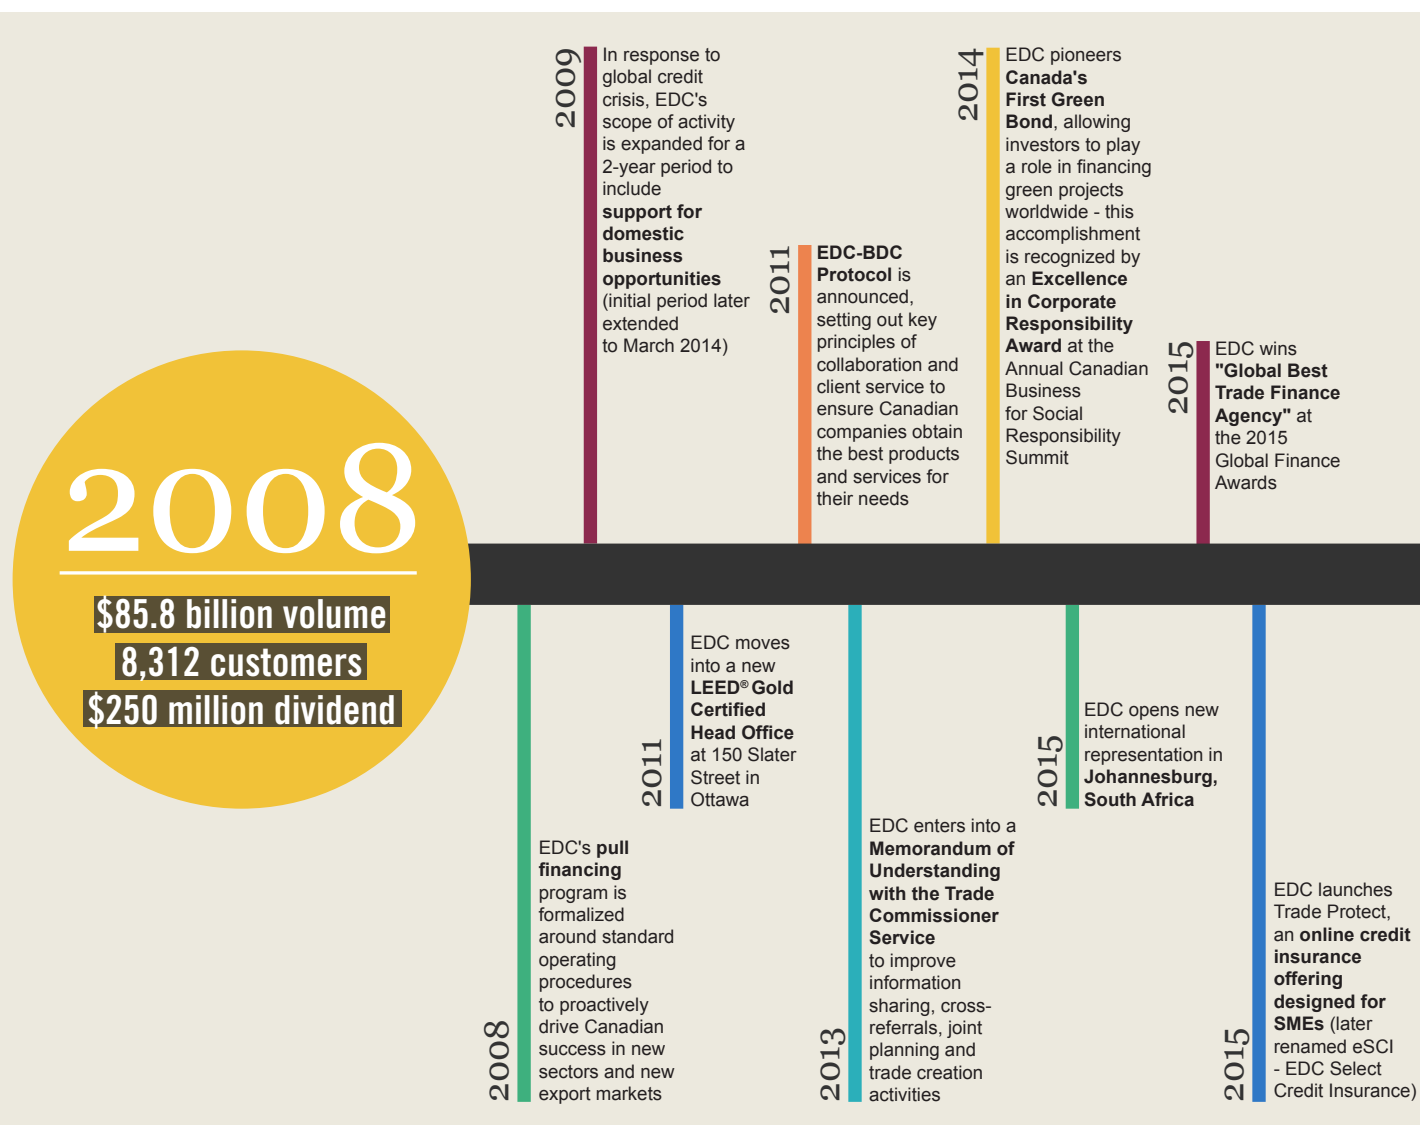 2008
$85.8 billion volume
8,312 customers
$250 million dividend
2009
In response to
global credit
crisis, EDC's
scope of activity
is expanded for a
2-year period to
include
support for
domestic
business
opportunities
(initial period later
extended
to March 2014)
2011
EDC-BDC
Protocol is
announced,
setting out key
principles of
collaboration and
client service to
ensure Canadian
companies obtain
the best products
and services for
their needs
2014
EDC pioneers
Canada's
First Green
Bond, allowing
investors to play
a role in financing
green projects
worldwide - this
accomplishment
is recognized by
an Excellence
in Corporate
Responsibility
Award at the
Annual Canadian
Business
for Social
Responsibility
Summit
2015
EDC wins
"Global Best
Trade Finance
Agency" at
the 2015
Global Finance
Awards
2008
EDC's pull
financing
program is
formalized
around standard
operating
procedures
to proactively
drive Canadian
success in new
sectors and new
export markets
2011
EDC moves
into a new
LEED® Gold
Certified
Head Office
at 150 Slater
Street in
Ottawa
2013
EDC enters into a
Memorandum of
Understanding
with the Trade
Commissioner
Service
to improve
information
sharing, cross-
referrals, joint
planning and
trade creation
activities
2015
EDC opens new
international
representation in
Johannesburg,
South Africa
2015
EDC launches
Trade Protect,
an online credit
insurance
offering
designed for
SMEs (later
renamed eSCI
- EDC Select
Credit Insurance)